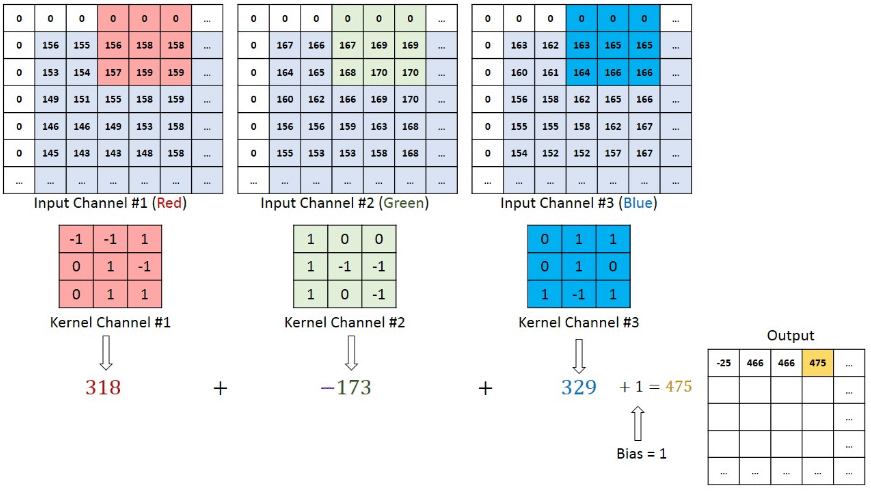 0 0 0 0 0 0 ...
0 156 155 156 158 158 ...
0 153 154 157 159 159 ...
0 149 151 155 158 159 ...
0 146 146 149 153 158 ...
0 145 143 143 148 158 ...
... ... ... ... ... ... ...
Input Channel #1 (Red)
0 0 0 0 0 0 ...
0 167 166 167 169 169 ...
0 164 165 168 170 170 ...
0 160 162 166 169 170 ...
0 156 156 159 163 168 ...
0 155 153 153 158 168 ...
... ... ... ... ... ... ...
Input Channel #2 (Green)
0 0 0 0 0 0 ...
0 163 162 163 165 165 ...
0 160 161 164 166 166 ...
0 156 158 162 165 166 ...
0 155 155 158 162 167 ...
0 154 152 152 157 167 ...
... ... ... ... ... ... ...
Input Channel #3 (Blue)
-1 -1 1
0 1 -1
0 1 1
Kernel Channel #1
1 0 0
1 -1 -1
1 0 -1
Kernel Channel #2
0 1 1
0 1 0
1 -1 1
Kernel Channel #3
318 + −173 + 329 + 1 = 475
Bias = 1
Output
-25 466 466 475 ...
...
...
...
... ... ... ... ...